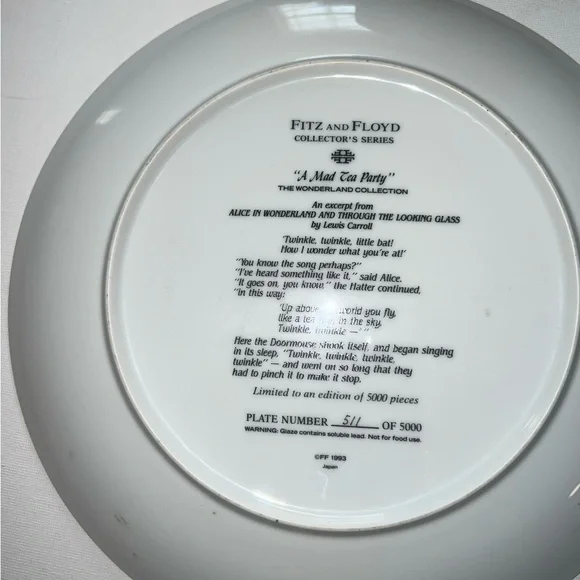 FITZ AND FLOYD
COLLECTOR'S SERIES
"A Mad Tea Party"
THE WONDERLAND COLLECTION
An excerpt from
ALICE IN WONDERLAND AND THROUGH THE LOOKING GLASS
by Lewis Carroll
'Twinkle, twinkle, little bat!
How I wonder what you're at!'
"You know the song perhaps?"
"I've heard something like it," said Alice.
"It goes on, you know," the Hatter continued,
"in this way:
'Up above world you fly,
like a in the sky.
Twinkle, twinkle —' "
Here the Doormouse shook itself, and began singing
in its sleep, "Twinkle, twinkle, twinkle,
twinkle" — and went on so long that they
had to pinch it to make it stop.
Limited to an edition of 5000 pieces
PLATE NUMBER 511 OF 5000
WARNING: Glaze contains soluble lead. Not for food use.
©FF 1993
Japan